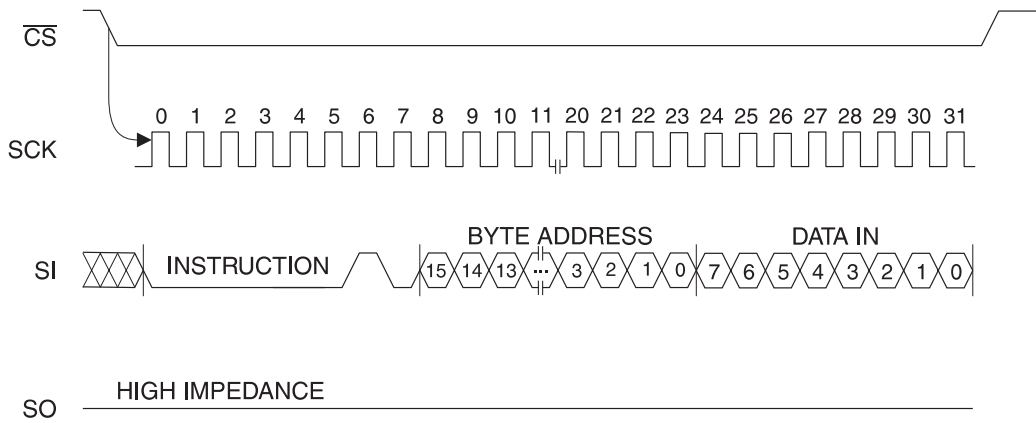 CS
0 1 2 3 4 5 6 7 8 9 10 11 20 21 22 23 24 25 26 27 28 29 30 31
SCK
BYTE ADDRESS DATA IN
SI INSTRUCTION 15 14 13 ... 3 2 1 0 7 6 5 4 3 2 1 0
HIGH IMPEDANCE
SO